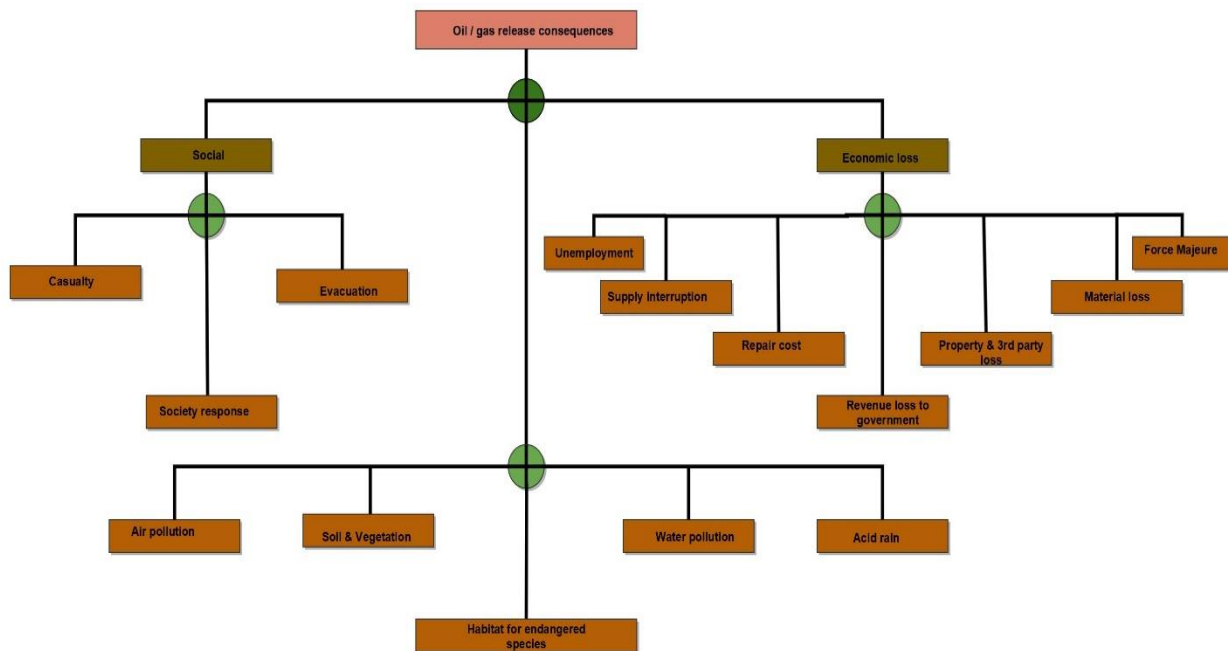 Oil / gas release consequences
Social
Economic loss
Unemployment
Force Majeure
Casualty
Evacuation
Supply Interruption
Material loss
Repair cost
Property & 3rd party
loss
Society response
Revenue loss to
government
Air pollution
Soil & Vegetation
Water pollution
Acid rain
Habitat for endangered
species